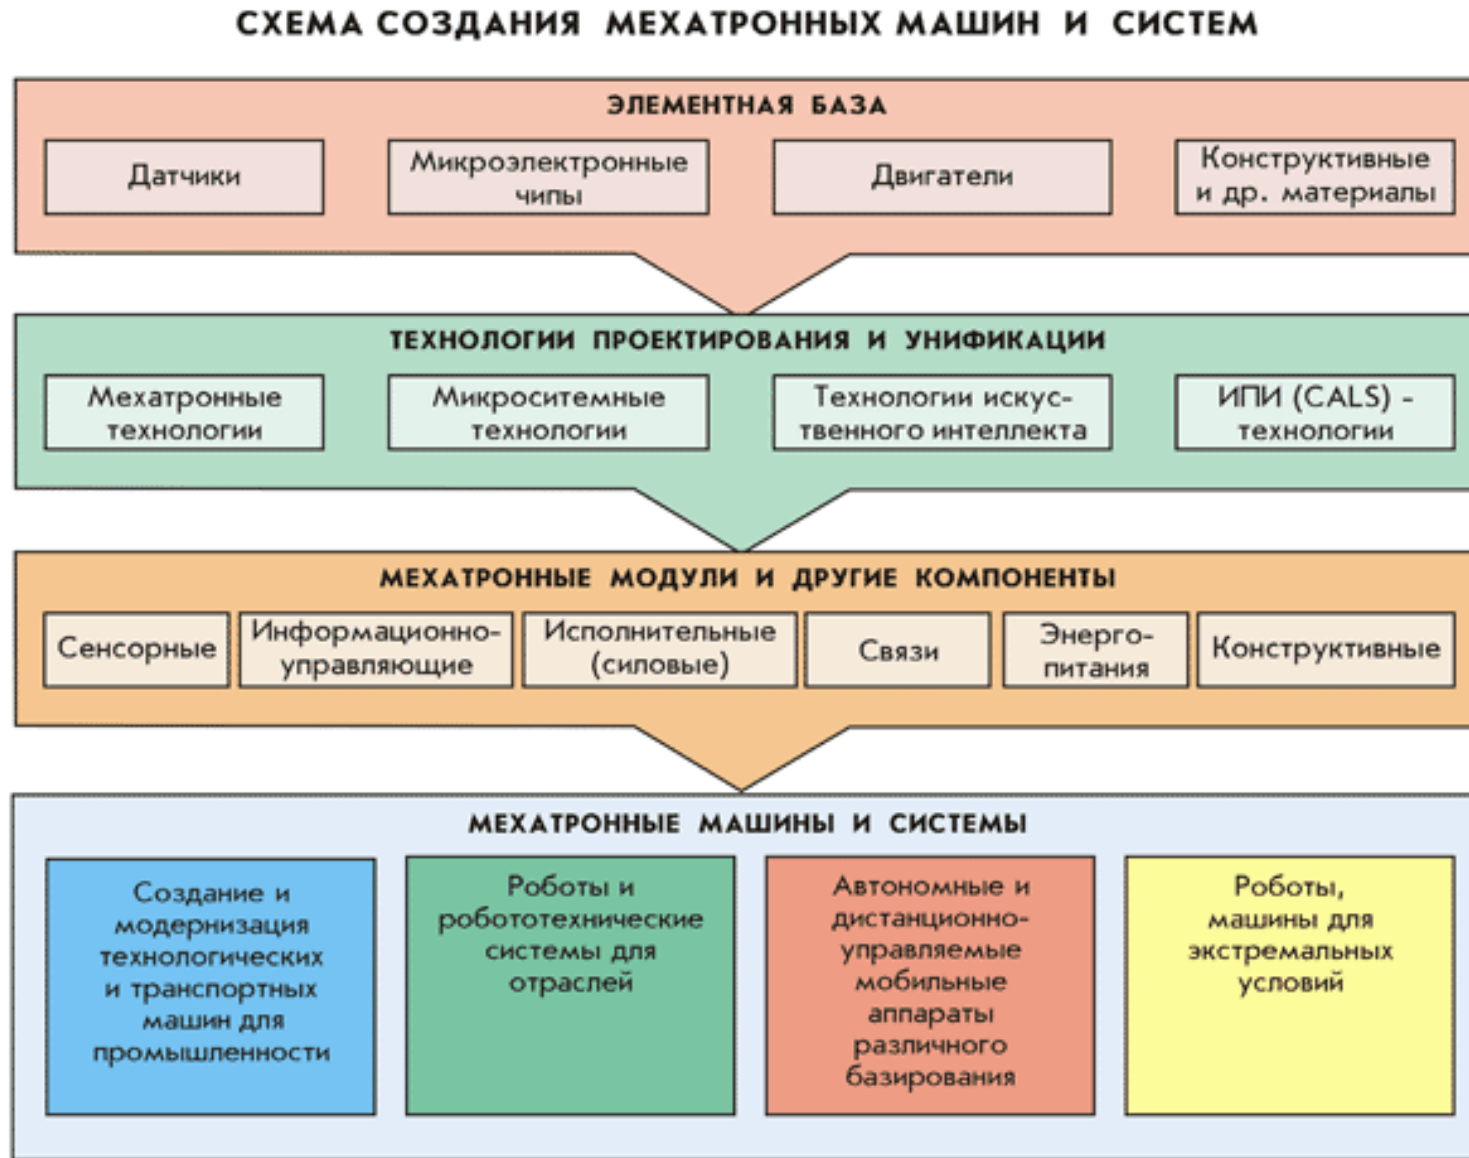 СХЕМА СОЗДАНИЯ МЕХАТРОННЫХ МАШИН И СИСТЕМ
ЭЛЕМЕНТНАЯ БАЗА
Датчики
Микроэлектронные
чипы
Двигатели
Конструктивные
и др. материалы
ТЕХНОЛОГИИ ПРОЕКТИРОВАНИЯ И УНИФИКАЦИИ
Мехатронные
технологии
Микроситемные
технологии
Технологии искус-
твенного интеллекта
ИПИ (CALS) -
технологии
МЕХАТРОННЫЕ МОДУЛИ И ДРУГИЕ КОМПОНЕНТЫ
Сенсорные
Информационно-
управляющие
Исполнительные
(силовые)
Связи
Энерго-
питания
Конструктивные
МЕХАТРОННЫЕ МАШИНЫ И СИСТЕМЫ
Создание и
модернизация
технологических
и транспортных
машин для
промышленности
Роботы и
робототехнические
системы для
отраслей
Автономные и
дистанционно-
управляемые
мобильные
аппараты
различного
базирования
Роботы,
машины для
экстремальных
условий